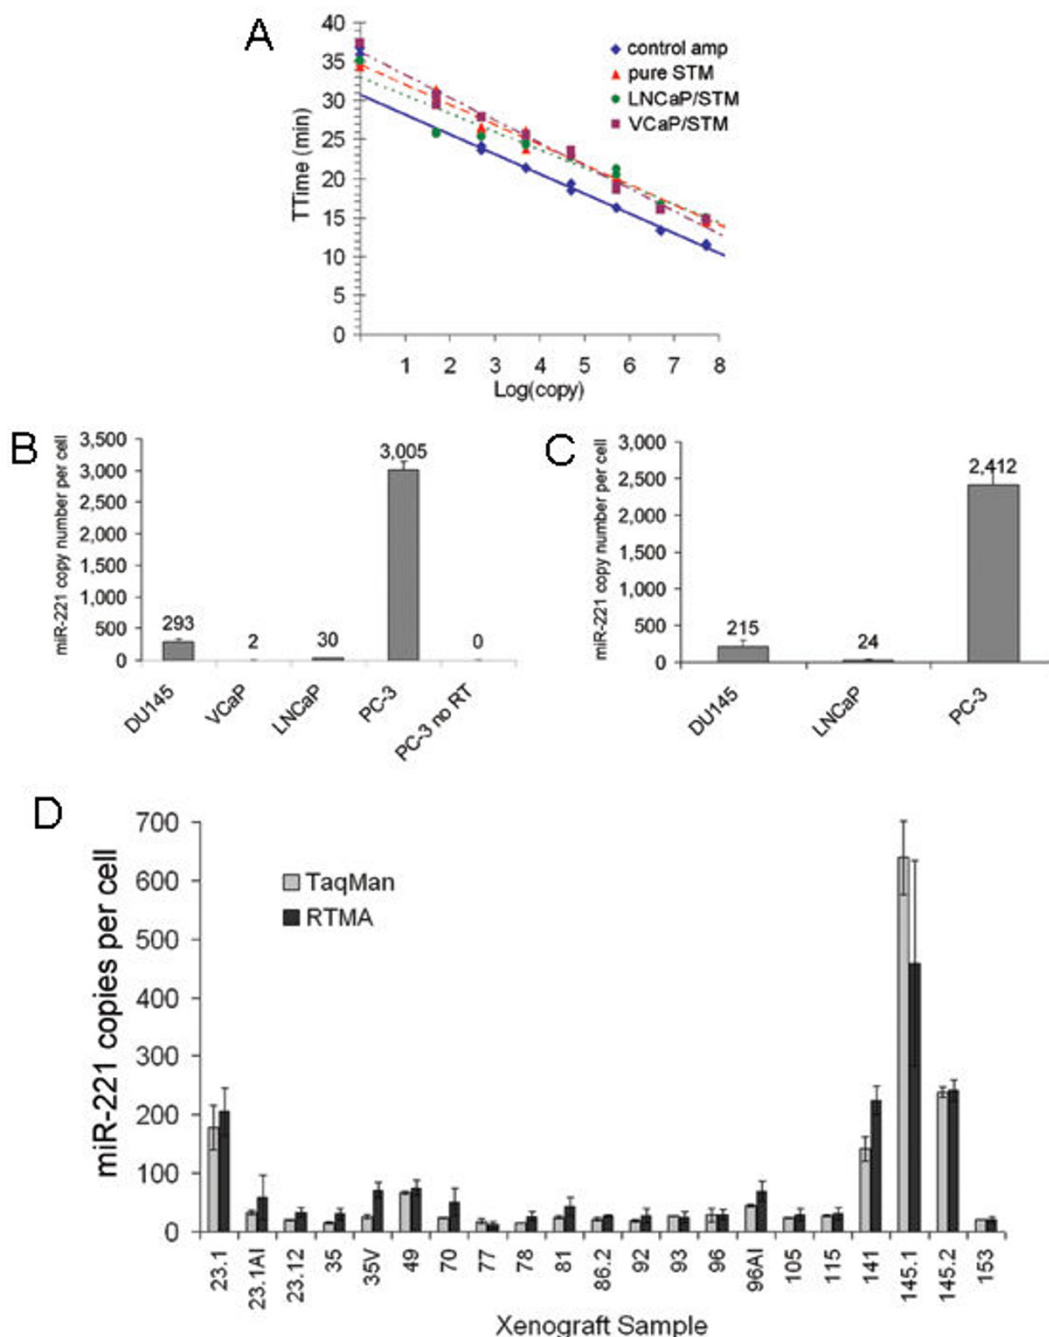 A
40
35
30
25
20
15
10
5
0
TTime (min)
control amp
pure STM
LNCaP/STM
VCaP/STM
1 2 3 4 5 6 7 8
Log(copy)
B
3,500
3,000
2,500
2,000
1,500
1,000
500
0
miR-221 copy number per cell
293
2
30
3,005
0
DU145
VCaP
LNCaP
PC-3
PC-3 no RT
C
3,000
2,500
2,000
1,500
1,000
500
0
miR-221 copy number per cell
215
24
2,412
DU145
LNCaP
PC-3
D
700
600
500
400
300
200
100
0
miR-221 copies per cell
TaqMan
RTMA
23.1
23.1AI
23.12
35
35V
49
70
77
78
81
86.2
92
93
96
96AI
105
115
141
145.1
145.2
153
Xenograft Sample